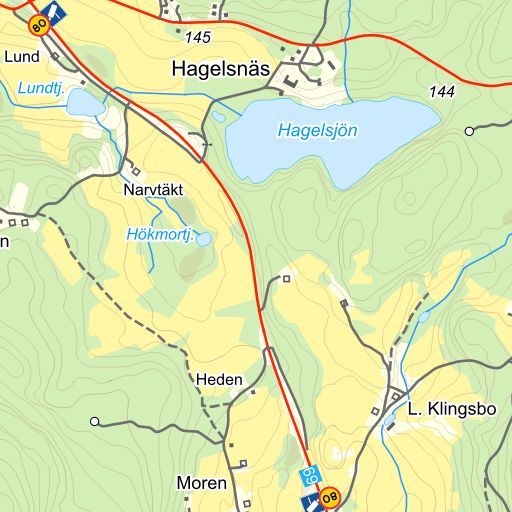 80
145
Lund
Hagelsnäs
Lundtj.
144
Hagelsjön
Narvtäkt
Hökmortj.
n
Heden
L. Klingsbo
69
Moren
80